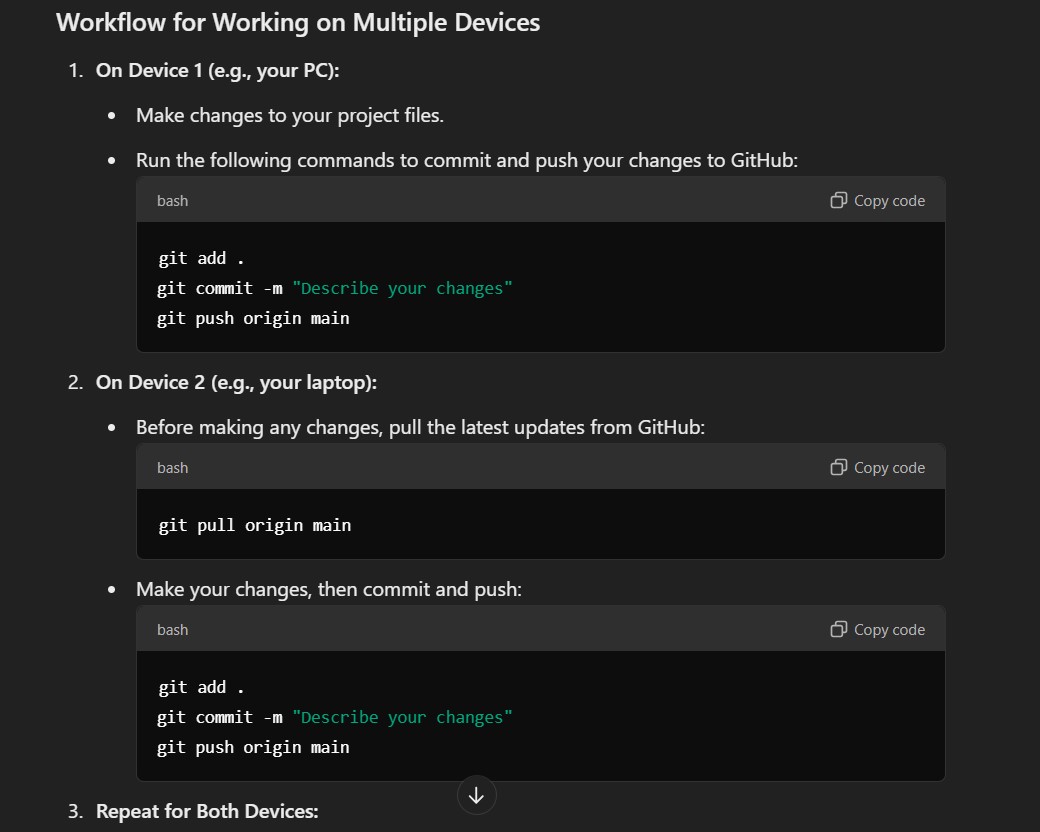 Workflow for Working on Multiple Devices
1. On Device 1 (e.g., your PC):
• Make changes to your project files.
• Run the following commands to commit and push your changes to GitHub:
bash Copy code
git add .
git commit -m "Describe your changes"
git push origin main
2. On Device 2 (e.g., your laptop):
• Before making any changes, pull the latest updates from GitHub:
bash Copy code
git pull origin main
• Make your changes, then commit and push:
bash Copy code
git add .
git commit -m "Describe your changes"
git push origin main
3. Repeat for Both Devices: